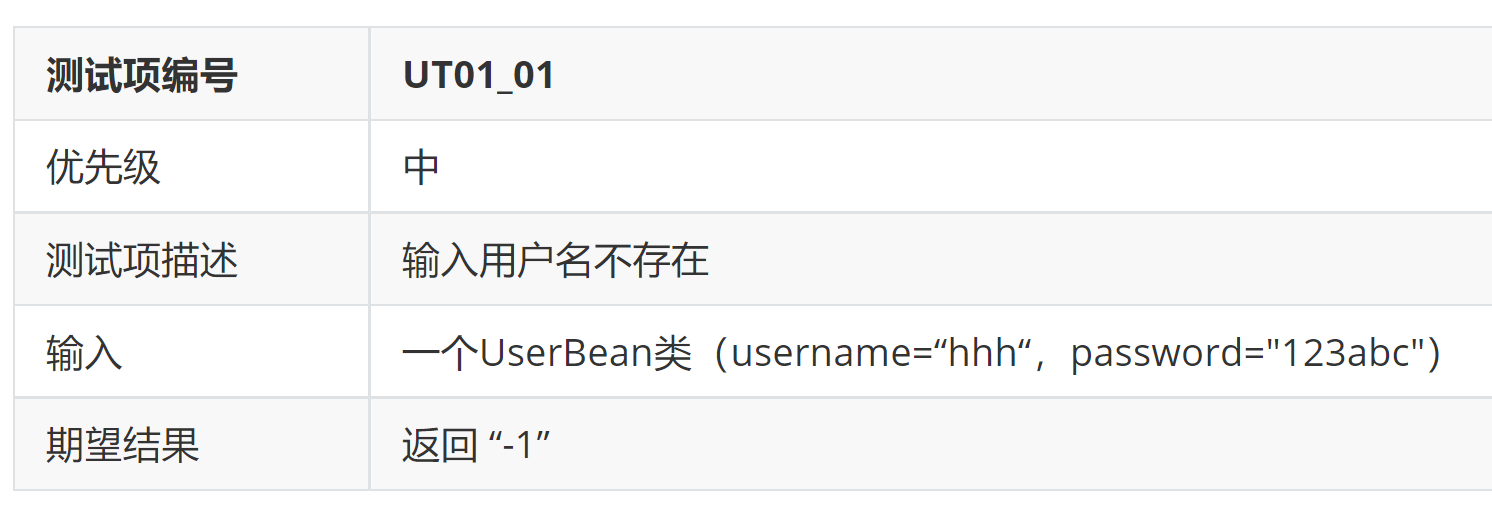 测试项编号 UT01_01
优先级 中
测试项描述 输入用户名不存在
输入 一个UserBean类（username=“hhh“，password="123abc"）
期望结果 返回 “-1”